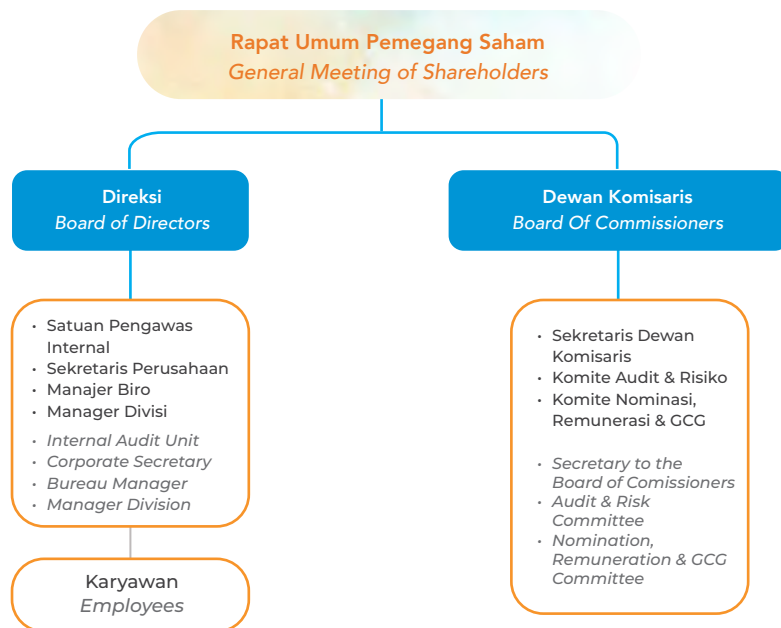 Rapat Umum Pemegang Saham
General Meeting of Shareholders
Direksi
Board of Directors
Dewan Komisaris
Board Of Commissioners
• Satuan Pengawas
Internal
• Sekretaris Perusahaan
• Manajer Biro
• Manager Divisi
• Internal Audit Unit
• Corporate Secretary
• Bureau Manager
• Manager Division
Karyawan
Employees
• Sekretaris Dewan
Komisaris
• Komite Audit & Risiko
• Komite Nominasi,
Remunerasi & GCG
• Secretary to the
Board of Comissioners
• Audit & Risk
Committee
• Nomination,
Remuneration & GCG
Committee